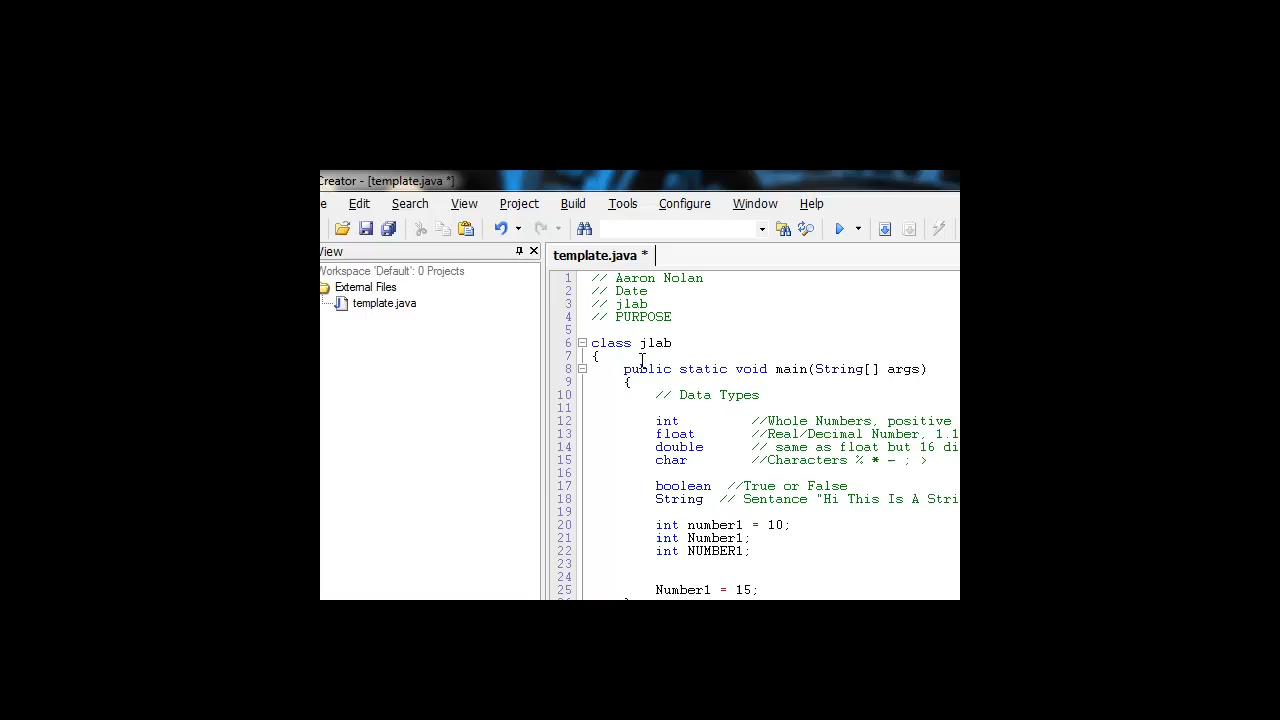 Creator - [template.java *]
e Edit Search View Project Build Tools Configure Window Help
View
template.java *
Workspace 'Default': 0 Projects
External Files
template.java
1 // Aaron Nolan
2 // Date
3 // jlab
4 // PURPOSE
5
6 class jlab
7 {
8 public static void main(String[] args)
9 {
10 // Data Types
11
12 int //Whole Numbers, positive
13 float //Real/Decimal Number, 1.1
14 double // same as float but 16 di
15 char //Characters % * - ; >
16
17 boolean //True or False
18 String // Sentence "Hi This Is A Stri
19
20 int number1 = 10;
21 int Number1;
22 int NUMBER1;
23
24
25 Number1 = 15;